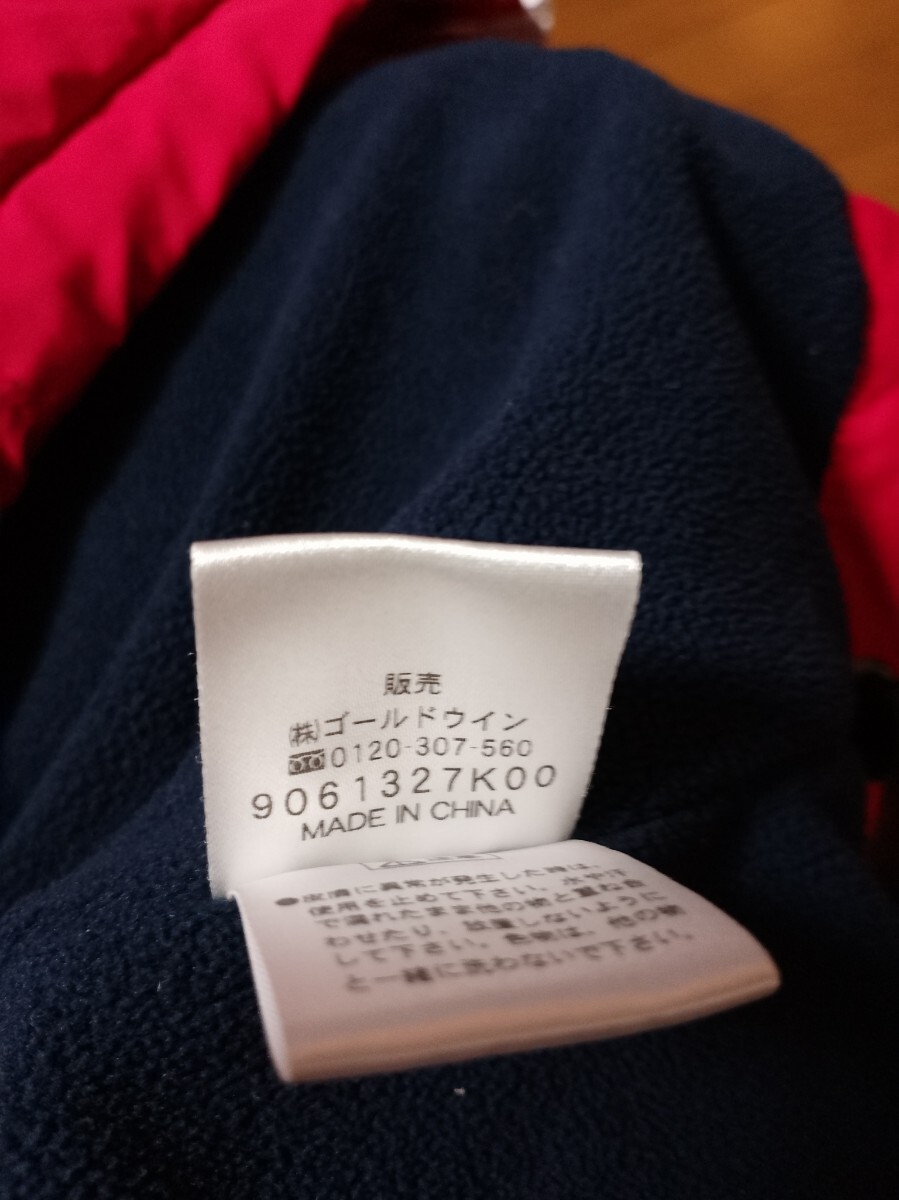 販売
㈱ゴールドウイン
0120-307-560
9061327K00
MADE IN CHINA
●皮膚に異常が発生した時は、
使用を止めて下さい。水や汗
で濡れたまま他の物と重ね合
わせたり、放置しないように
して下さい。色物は、他の物
と一緒に洗わないで下さい。